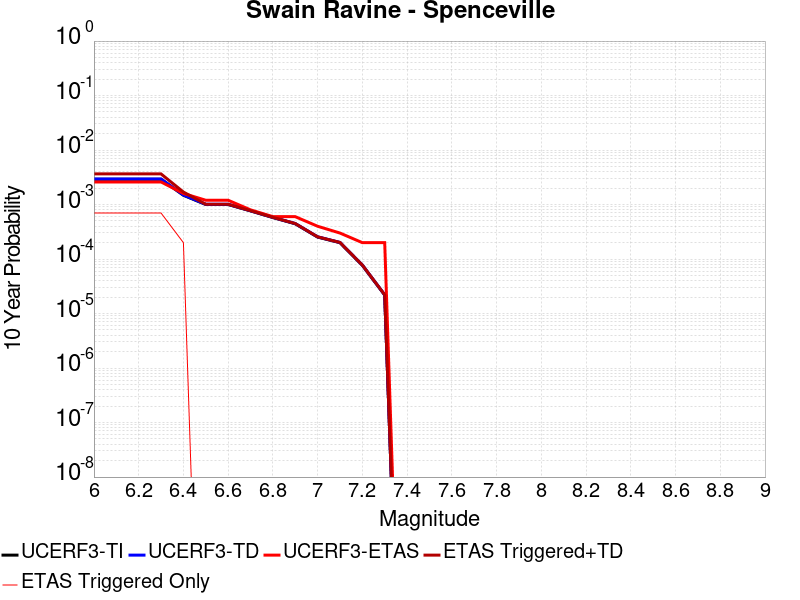 Swain Ravine - Spenceville
10 0
10 -1
10 -2
10 -3
10 -4
10 -5
10 -6
10 -7
10 -8
10 Year Probability
6 6.2 6.4 6.6 6.8 7 7.2 7.4 7.6 7.8 8 8.2 8.4 8.6 8.8 9
Magnitude
UCERF3-TI UCERF3-TD UCERF3-ETAS ETAS Triggered+TD
ETAS Triggered Only